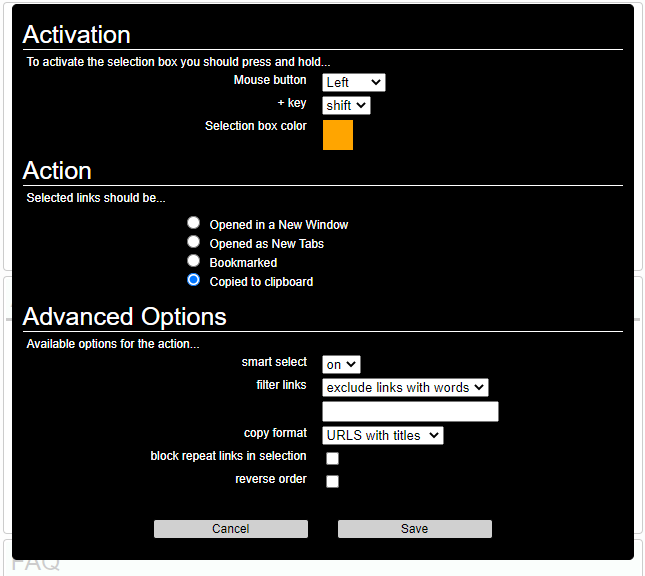 Activation
To activate the selection box you should press and hold...
Mouse button Left
+ key shift
Selection box color
Action
Selected links should be...
Opened in a New Window
Opened as New Tabs
Bookmarked
Copied to clipboard
Advanced Options
Available options for the action...
smart select on
filter links exclude links with words
copy format URLS with titles
block repeat links in selection
reverse order
Cancel Save
FAQ